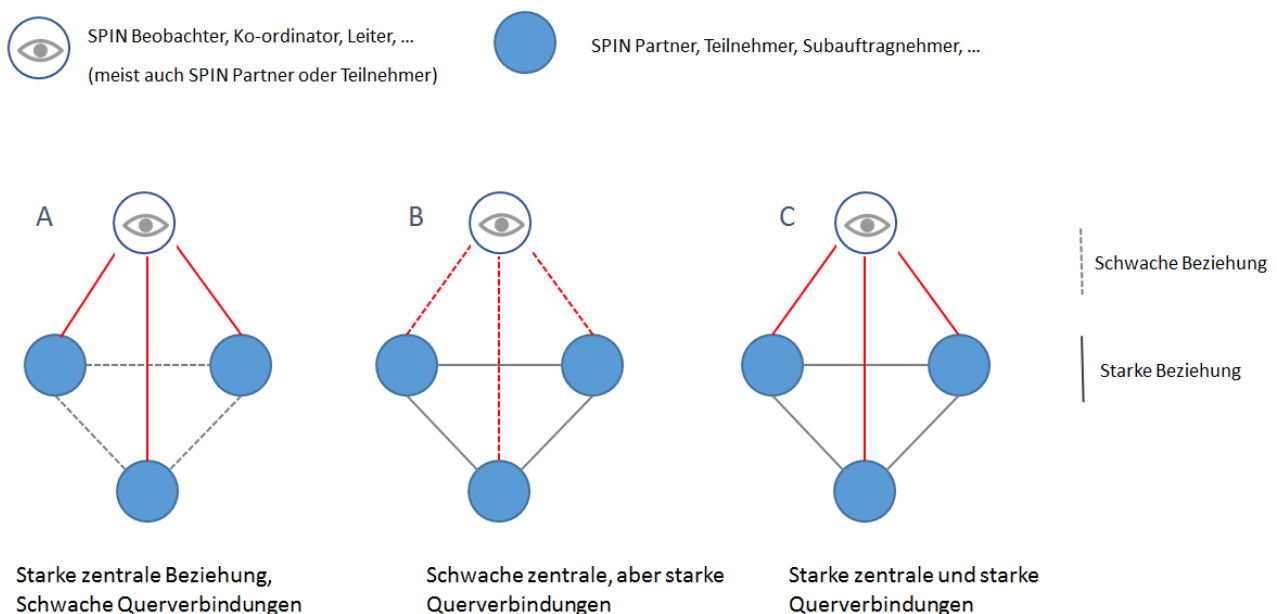 SPIN Beobachter, Ko-ordinator, Leiter, ...
(meist auch SPIN Partner oder Teilnehmer)
SPIN Partner, Teilnehmer, Subauftragnehmer, ...
A
B
C
Schwache Beziehung
Starke Beziehung
Starke zentrale Beziehung,
Schwache Querverbindungen
Schwache zentrale, aber starke
Querverbindungen
Starke zentrale und starke
Querverbindungen